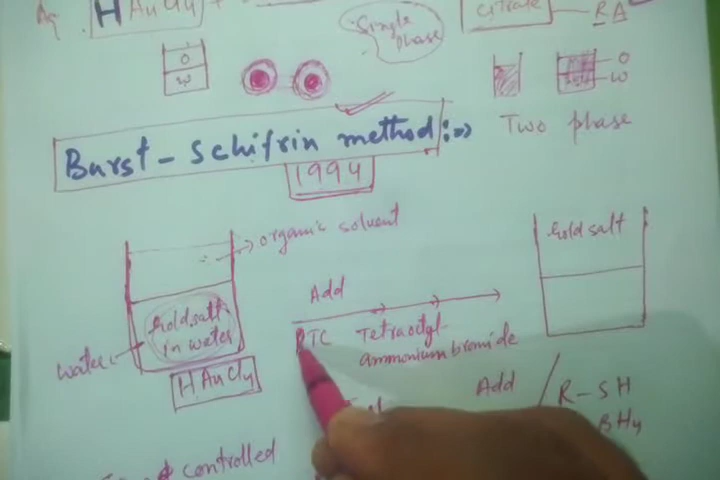 Aq HAuCl4 +
Citrate RA
Single phase
O
W
O
W
Burst - Schifrin method:=>
Two phase
1994
organic solvent
Gold salt
Add
Gold salt in water
PTC Tetraoctyl-
ammonium bromide
water
HAuCl4
Add R-SH
BH4
controlled